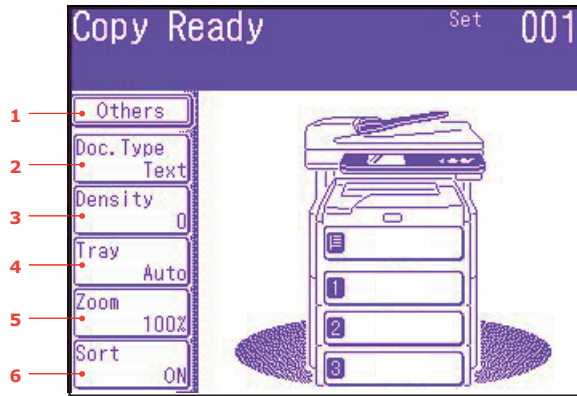 Copy Ready Set 001
1 Others
2 Doc.Type
Text
3 Density
0
4 Tray
Auto
5 Zoom
100%
6 Sort
ON
1
2
3